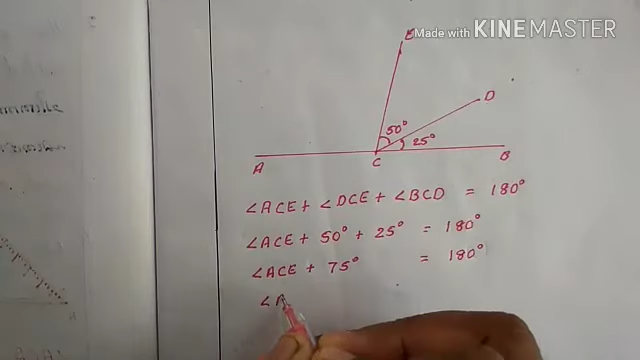 Made with KINEMASTER
E
D
50°
25°
A
C
B
∠ACE + ∠DCE + ∠BCD = 180°
∠ACE + 50° + 25° = 180°
∠ACE + 75° = 180°
∠A